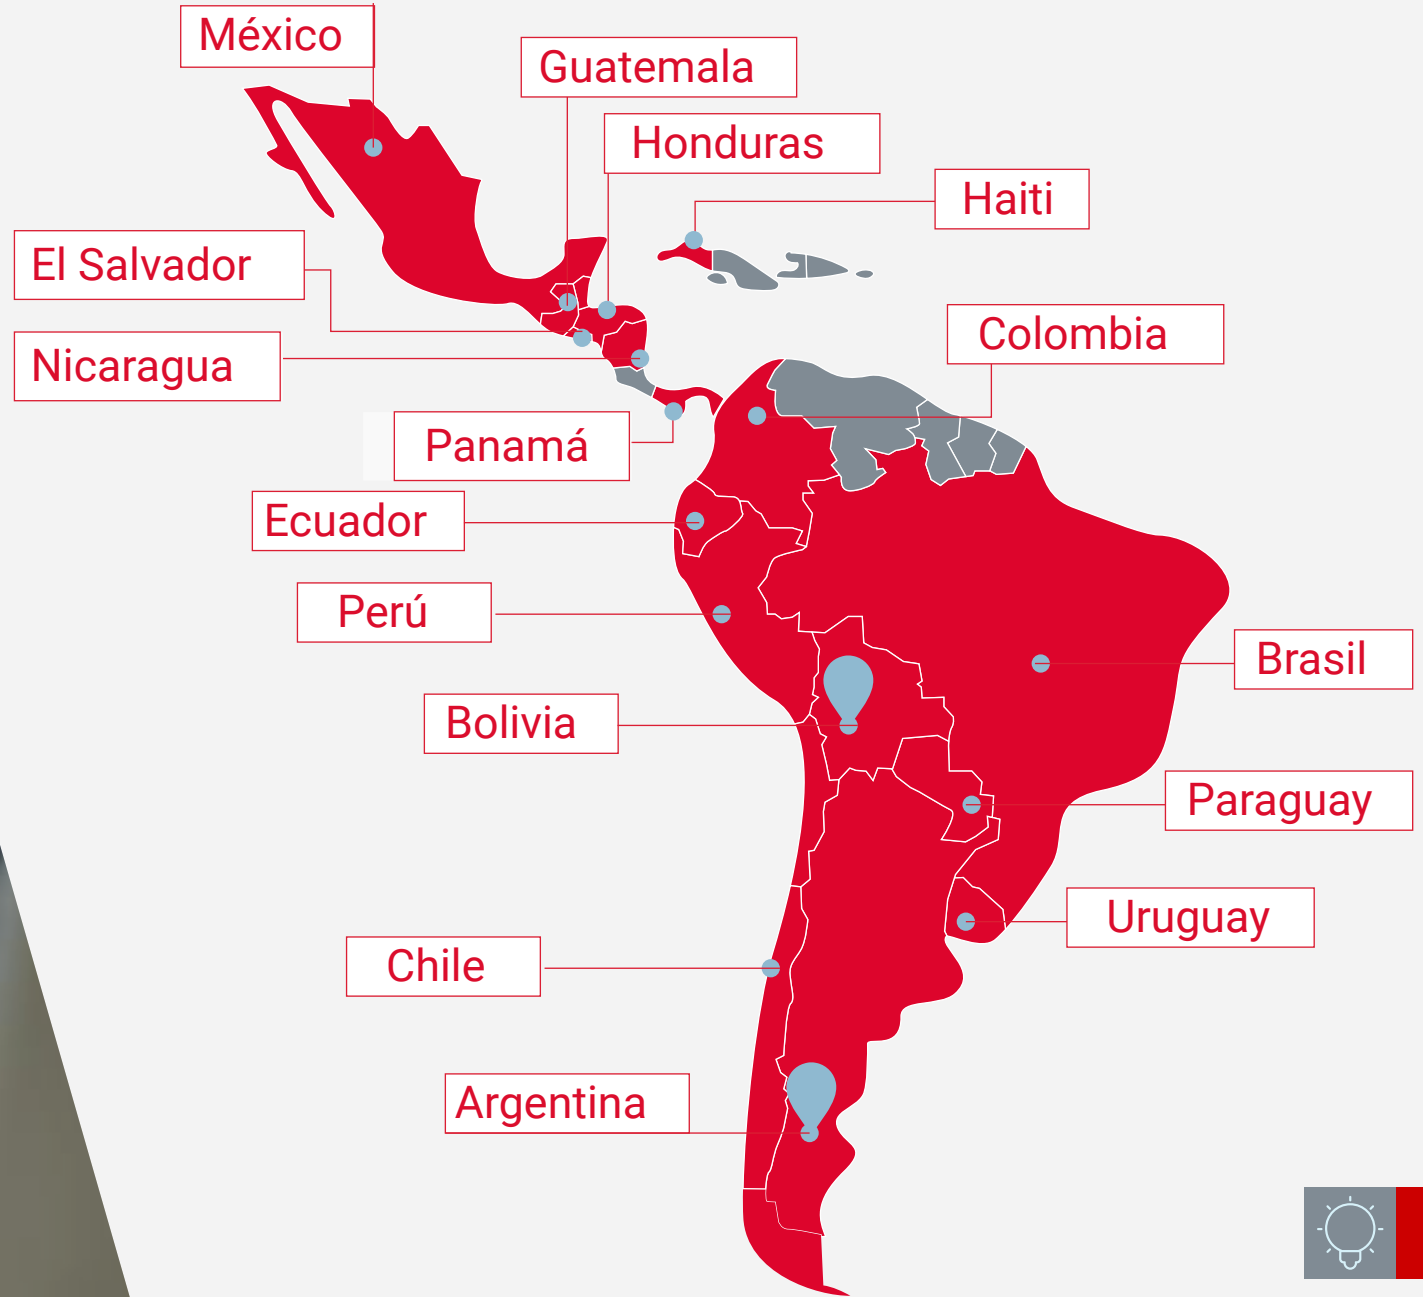 México
Guatemala
Honduras
Haiti
El Salvador
Colombia
Nicaragua
Panamá
Ecuador
Perú
Brasil
Bolivia
Paraguay
Uruguay
Chile
Argentina